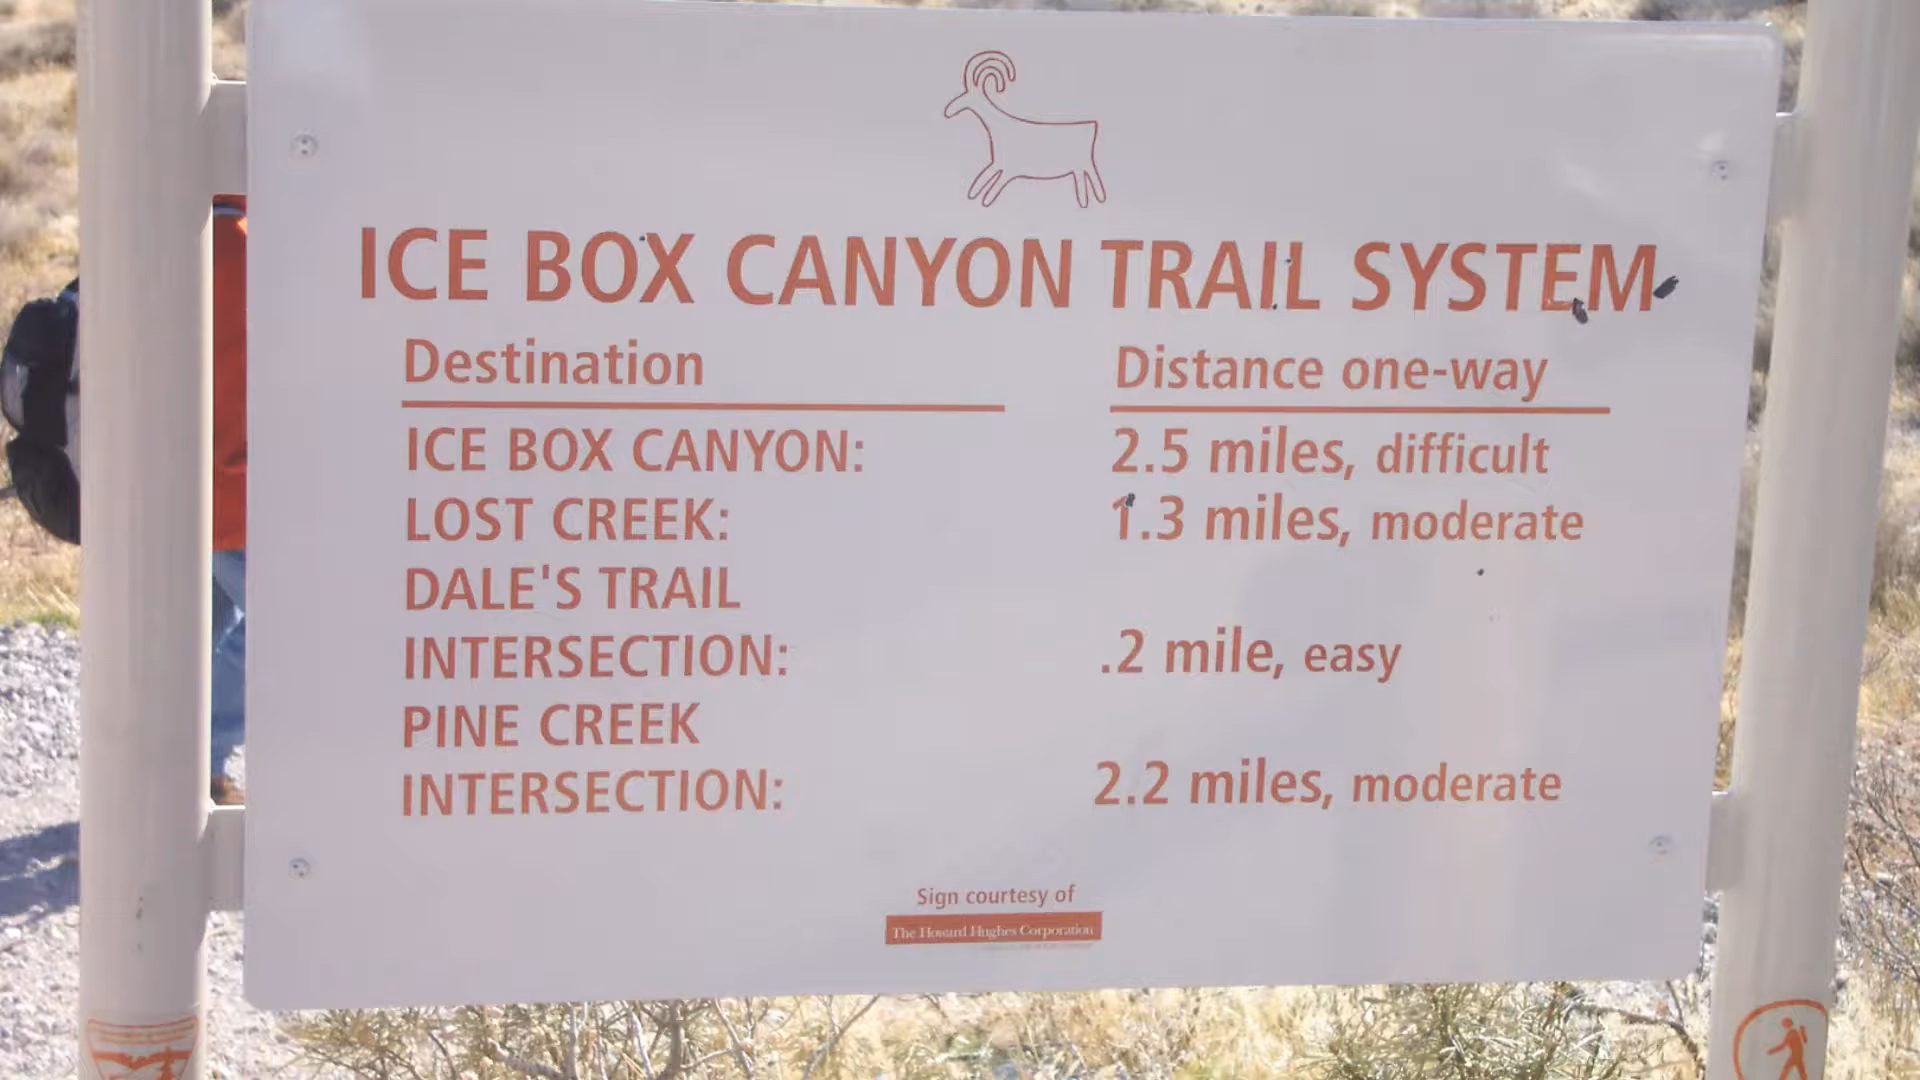 ICE BOX CANYON TRAIL SYSTEM
Destination Distance one-way
ICE BOX CANYON: 2.5 miles, difficult
LOST CREEK: 1.3 miles, moderate
DALE'S TRAIL
INTERSECTION: .2 mile, easy
PINE CREEK
INTERSECTION: 2.2 miles, moderate
Sign courtesy of
The Howard Hughes Corporation